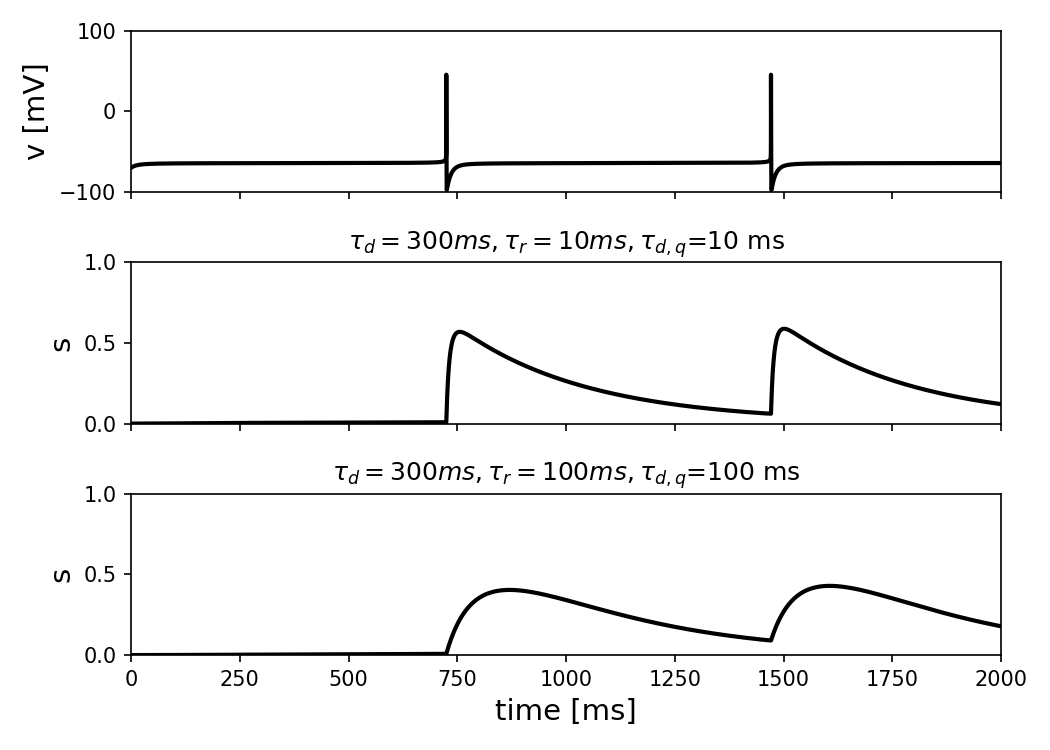 100
0
−100
v [mV]
τd = 300ms, τr = 10ms, τd,q=10 ms
1.0
0.5
0.0
s
τd = 300ms, τr = 100ms, τd,q=100 ms
1.0
0.5
0.0
s
0 250 500 750 1000 1250 1500 1750 2000
time [ms]